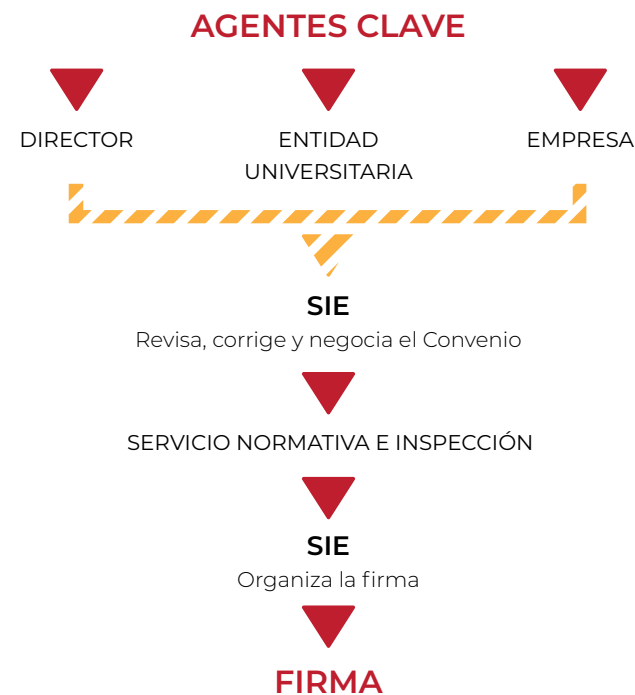 AGENTES CLAVE
DIRECTOR
ENTIDAD
UNIVERSITARIA
EMPRESA
SIE
Revisa, corrige y negocia el Convenio
SERVICIO NORMATIVA E INSPECCIÓN
SIE
Organiza la firma
FIRMA